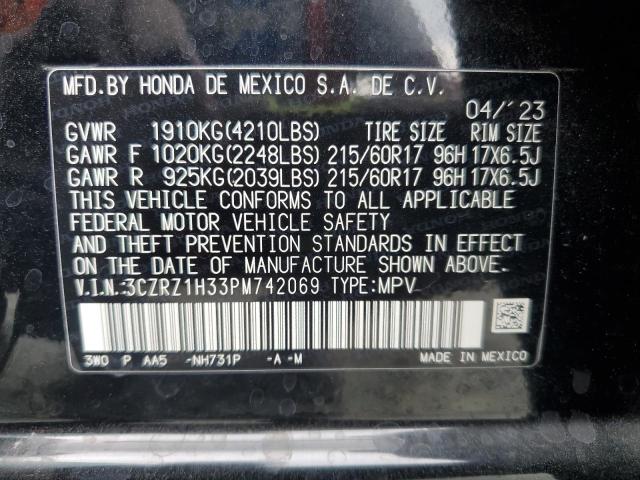 MFD.BY HONDA DE MEXICO S.A. DE C.V.
04/'23
GVWR 1910KG(4210LBS) TIRE SIZE RIM SIZE
GAWR F 1020KG(2248LBS) 215/60R17 96H 17X6.5J
GAWR R 925KG(2039LBS) 215/60R17 96H 17X6.5J
THIS VEHICLE CONFORMS TO ALL APPLICABLE
FEDERAL MOTOR VEHICLE SAFETY
AND THEFT PREVENTION STANDARDS IN EFFECT
ON THE DATE OF MANUFACTURE SHOWN ABOVE.
V.I.N:3CZRZ1H33PM742069 TYPE:MPV
3W0 P AA5 -NH731P -A -M MADE IN MEXICO